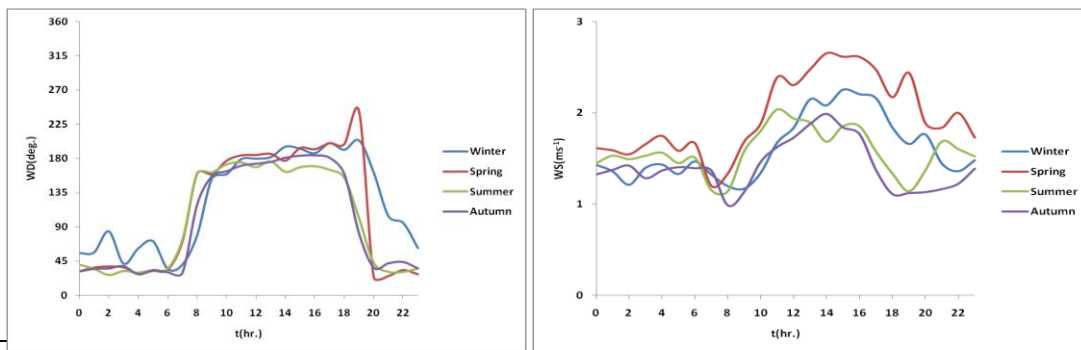 360
315
270
225
180
135
90
45
0
WD(deg.)
0 2 4 6 8 10 12 14 16 18 20 22
t(hr.)
Winter
Spring
Summer
Autumn
3
2
1
0
WS(ms⁻¹)
0 2 4 6 8 10 12 14 16 18 20 22
t(hr.)
Winter
Spring
Summer
Autumn